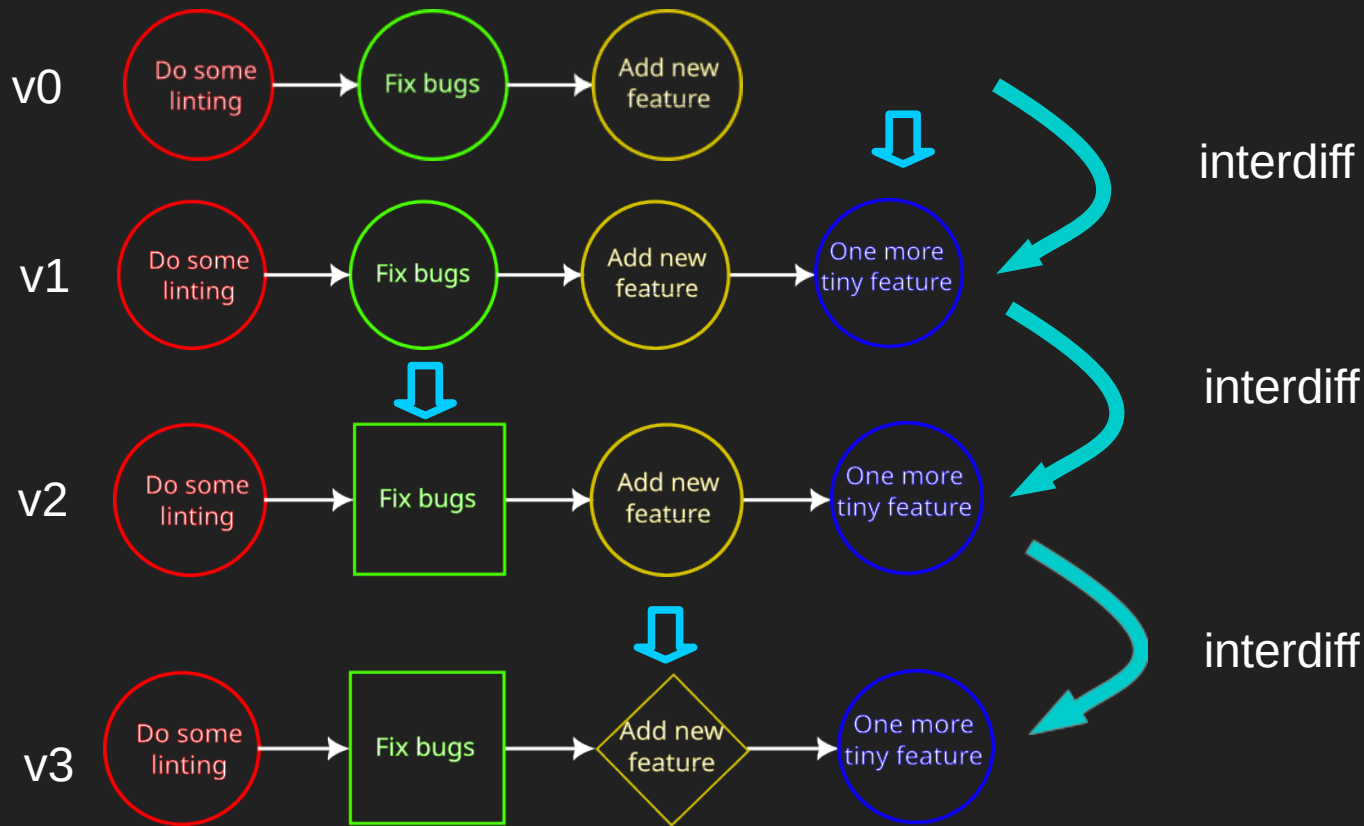 v0
Do some
linting
Fix bugs
Add new
feature
interdiff
v1
Do some
linting
Fix bugs
Add new
feature
One more
tiny feature
interdiff
v2
Do some
linting
Fix bugs
Add new
feature
One more
tiny feature
interdiff
v3
Do some
linting
Fix bugs
Add new
feature
One more
tiny feature